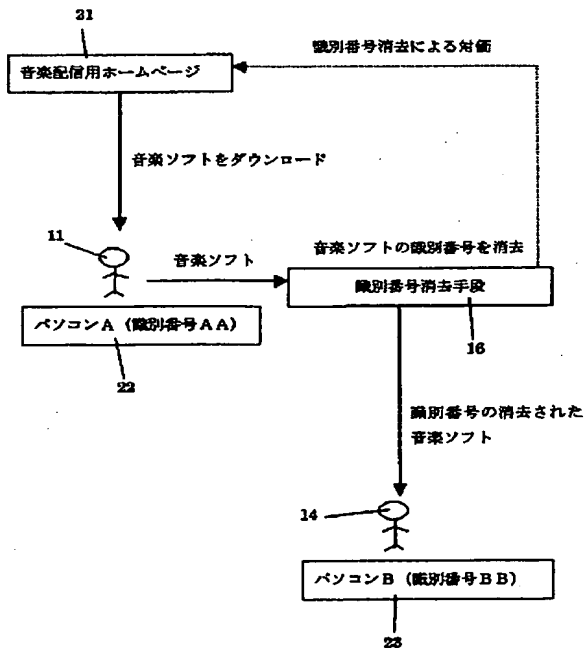 21
識別番号消去による対価
音楽配信用ホームページ
音楽ソフトをダウンロード
11
音楽ソフト
音楽ソフトの識別番号を消去
識別番号消去手段
パソコンA（識別番号AA）
16
22
識別番号の消去された
音楽ソフト
14
パソコンB（識別番号BB）
23